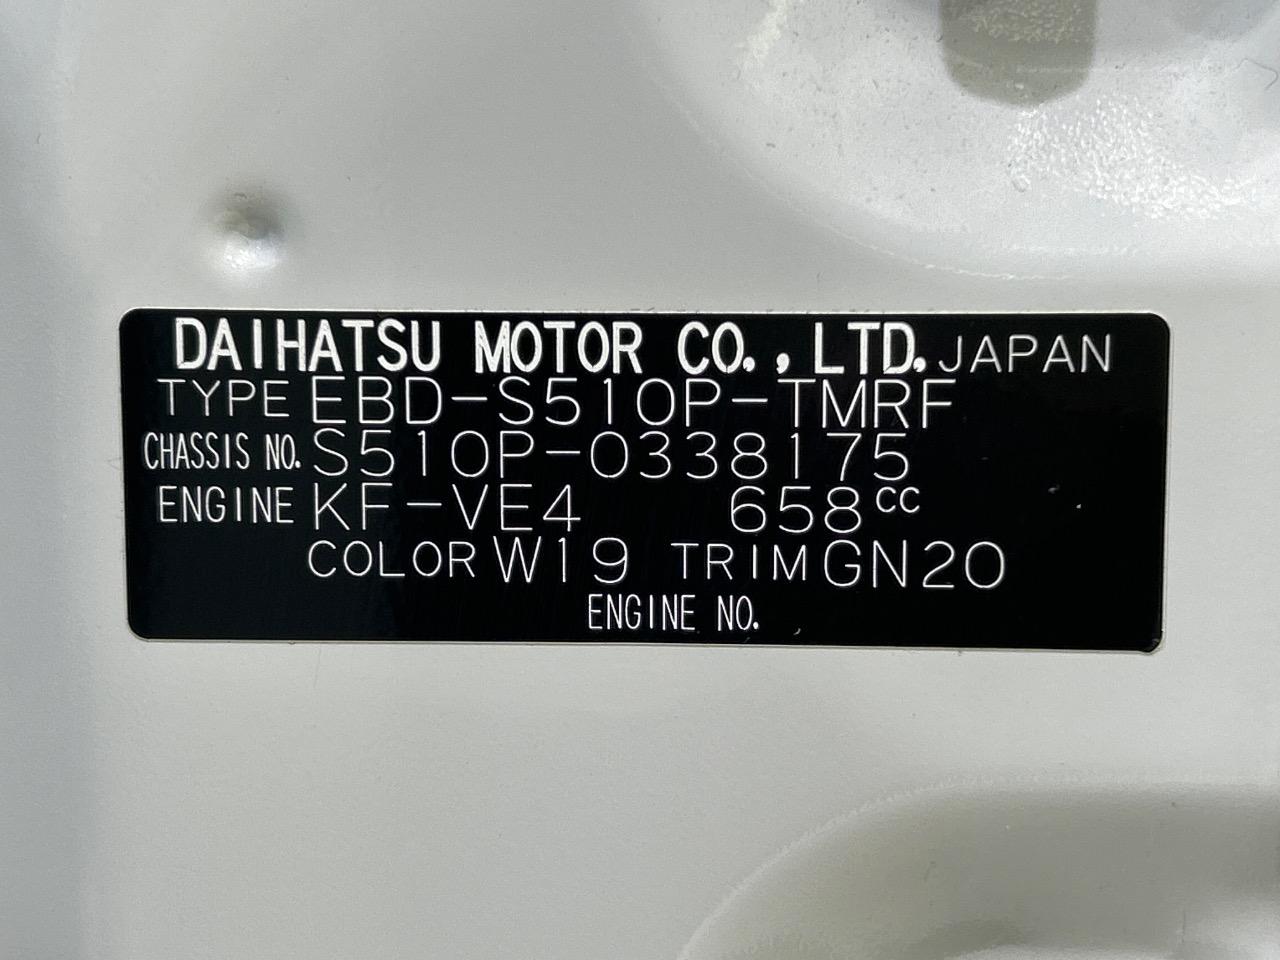 DAIHATSU MOTOR CO., LTD. JAPAN
TYPE EBD-S510P-TMRF
CHASSIS NO. S510P-0338175
ENGINE KF-VE4 658cc
COLOR W19 TRIM GN20
ENGINE NO.